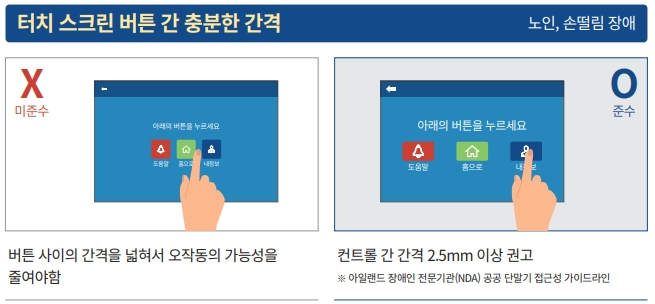 터치 스크린 버튼 간 충분한 간격
노인, 손떨림 장애
X
미준수
아래의 버튼을 누르세요
도움말
홈으로
내정보
버튼 사이의 간격을 넓혀서 오작동의 가능성을
줄여야함
O
준수
아래의 버튼을 누르세요
도움말
홈으로
컨트롤 간 간격 2.5mm 이상 권고
※ 아일랜드 장애인 전문기관(NDA) 공공 단말기 접근성 가이드라인